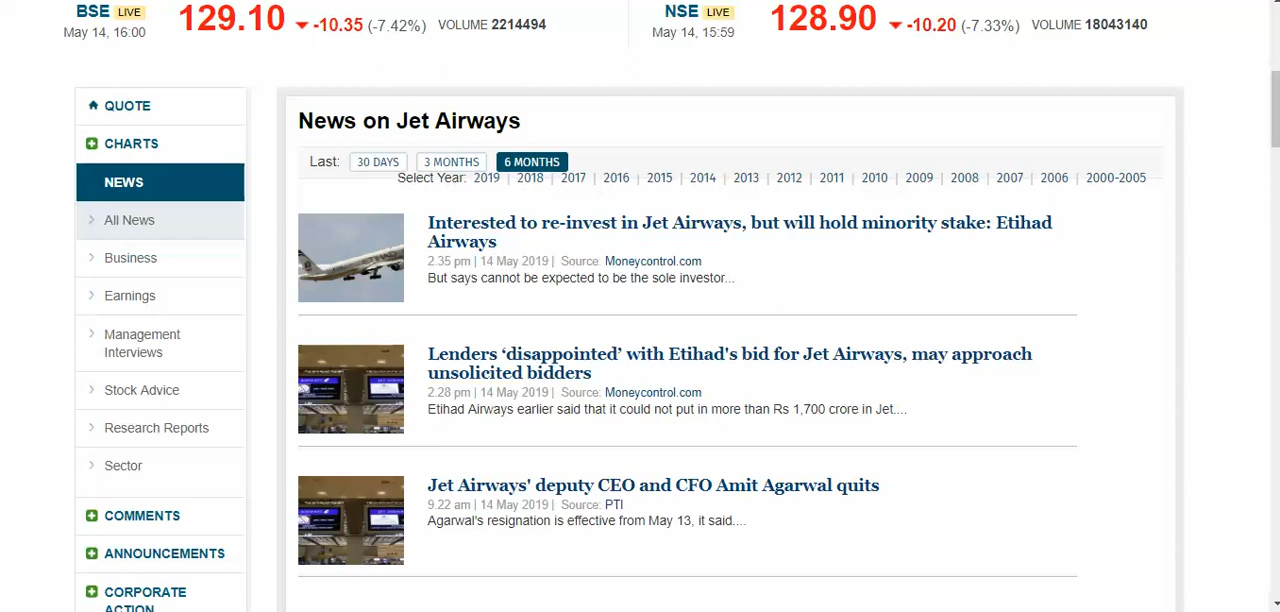 BSE LIVE
129.10 -10.35 (-7.42%) VOLUME 2214494
May 14, 16:00
NSE LIVE
128.90 -10.20 (-7.33%) VOLUME 18043140
May 14, 15:59
QUOTE
CHARTS
NEWS
All News
Business
Earnings
Management
Interviews
Stock Advice
Research Reports
Sector
COMMENTS
ANNOUNCEMENTS
CORPORATE
ACTION
News on Jet Airways
Last: 30 DAYS 3 MONTHS 6 MONTHS
Select Year: 2019 | 2018 | 2017 | 2016 | 2015 | 2014 | 2013 | 2012 | 2011 | 2010 | 2009 | 2008 | 2007 | 2006 | 2000-2005
Interested to re-invest in Jet Airways, but will hold minority stake: Etihad
Airways
2.35 pm | 14 May 2019 | Source: Moneycontrol.com
But says cannot be expected to be the sole investor...
Lenders ‘disappointed’ with Etihad's bid for Jet Airways, may approach
unsolicited bidders
2.28 pm | 14 May 2019 | Source: Moneycontrol.com
Etihad Airways earlier said that it could not put in more than Rs 1,700 crore in Jet....
Jet Airways' deputy CEO and CFO Amit Agarwal quits
9.22 am | 14 May 2019 | Source: PTI
Agarwal's resignation is effective from May 13, it said....